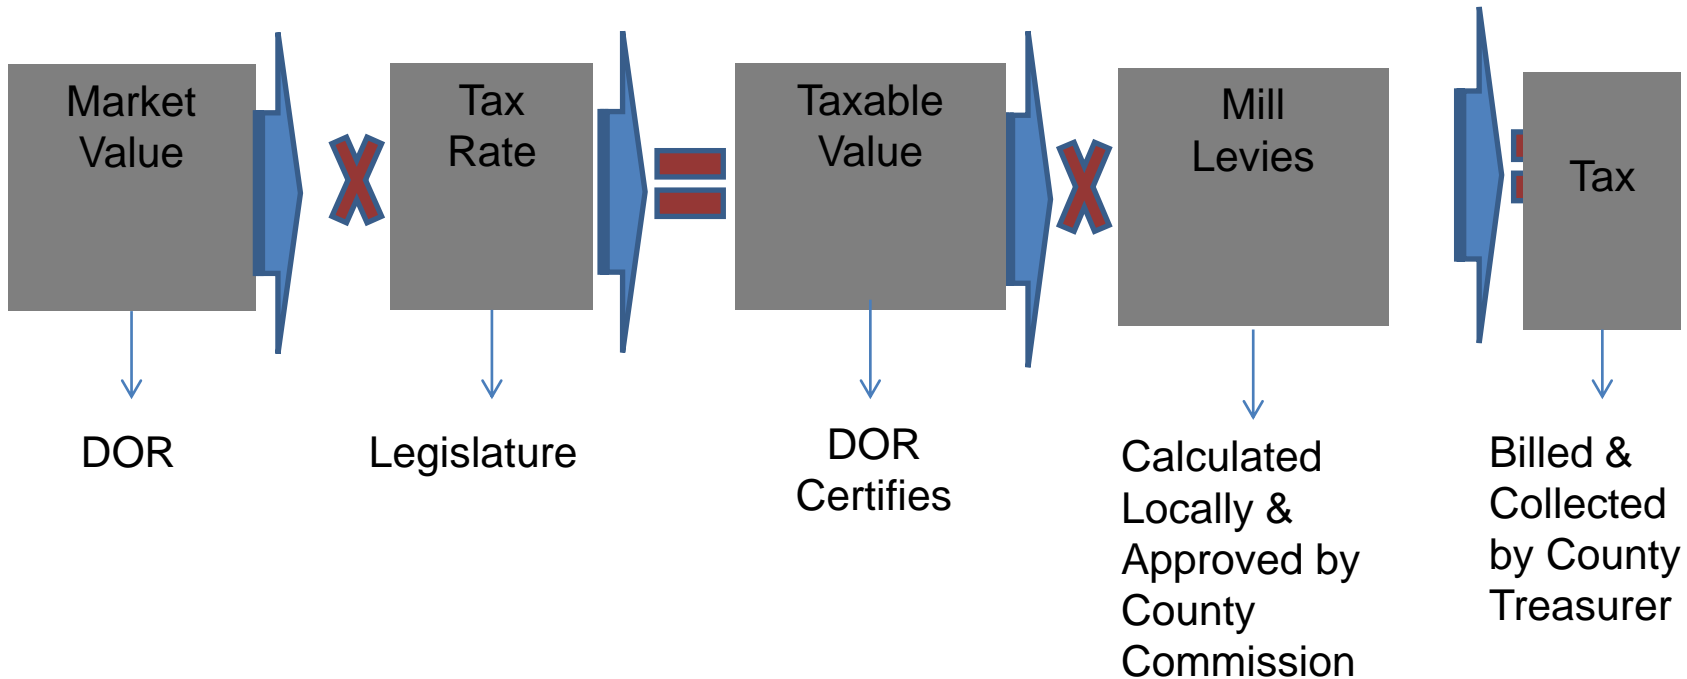 Market
Value
Tax
Rate
Taxable
Value
Mill
Levies
Tax
DOR
Legislature
DOR
Certifies
Calculated
Locally &
Approved by
County
Commission
Billed &
Collected
by County
Treasurer